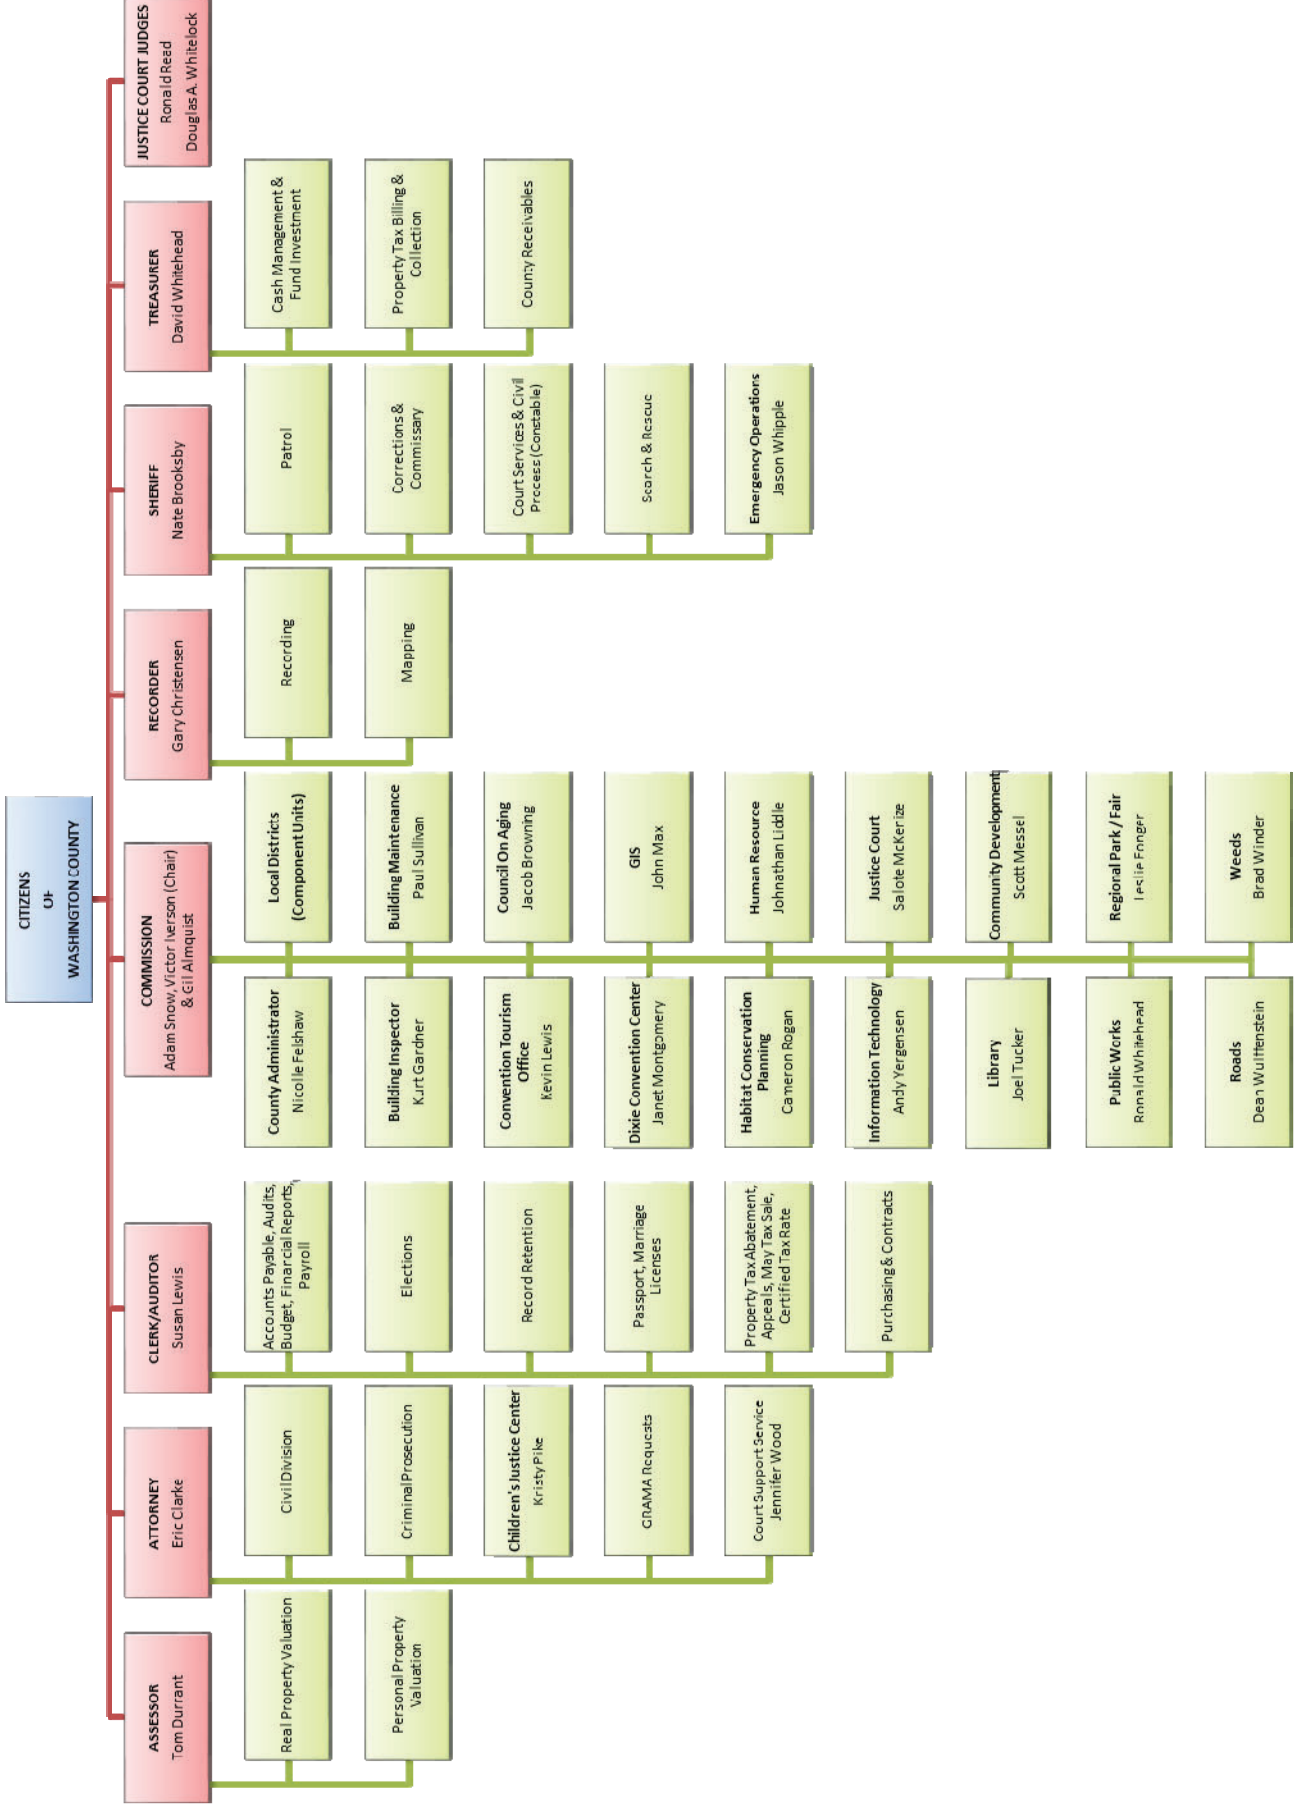 CITIZENS
OF
WASHINGTON COUNTY
ASSESSOR
Tom Durrant
Real Property Valuation
Personal Property
Valuation
ATTORNEY
Eric Clarke
Civil Division
Criminal Prosecution
Children's Justice Center
Kristy Pike
GRAMA Requests
Court Support Service
Jennifer Wood
CLERK/AUDITOR
Susan Lewis
Accounts Payable, Audits,
Budget, Financial Reports,
Payroll
Elections
Record Retention
Passport, Marriage
Licenses
Property Tax Abatement,
Appeals, May Tax Sale,
Certified Tax Rate
Purchasing & Contracts
COMMISSION
Adam Snow, Victor Iverson (Chair)
& Gil Almquist
County Administrator
Nicolle Felshaw
Local Districts
(Component Units)
Building Inspector
Kurt Gardner
Building Maintenance
Paul Sullivan
Convention Tourism
Office
Kevin Lewis
Council On Aging
Jacob Browning
Dixie Convention Center
Janet Montgomery
GIS
John Max
Habitat Conservation
Planning
Cameron Rogan
Human Resource
Johnathan Liddle
Information Technology
Andy Yergensen
Justice Court
Salote McKenize
Library
Joel Tucker
Community Development
Scott Messel
Public Works
Ronald Whitehead
Regional Park / Fair
Leslie Fonger
Roads
Dean Wulffenstein
Weeds
Brad Winder
RECORDER
Gary Christensen
Recording
Mapping
SHERIFF
Nate Brooksby
Patrol
Corrections &
Commissary
Court Services & Civil
Process (Constable)
Search & Rescue
Emergency Operations
Jason Whipple
TREASURER
David Whitehead
Cash Management &
Fund Investment
Property Tax Billing &
Collection
County Receivables
JUSTICE COURT JUDGES
Ronald Read
Douglas A. Whitelock